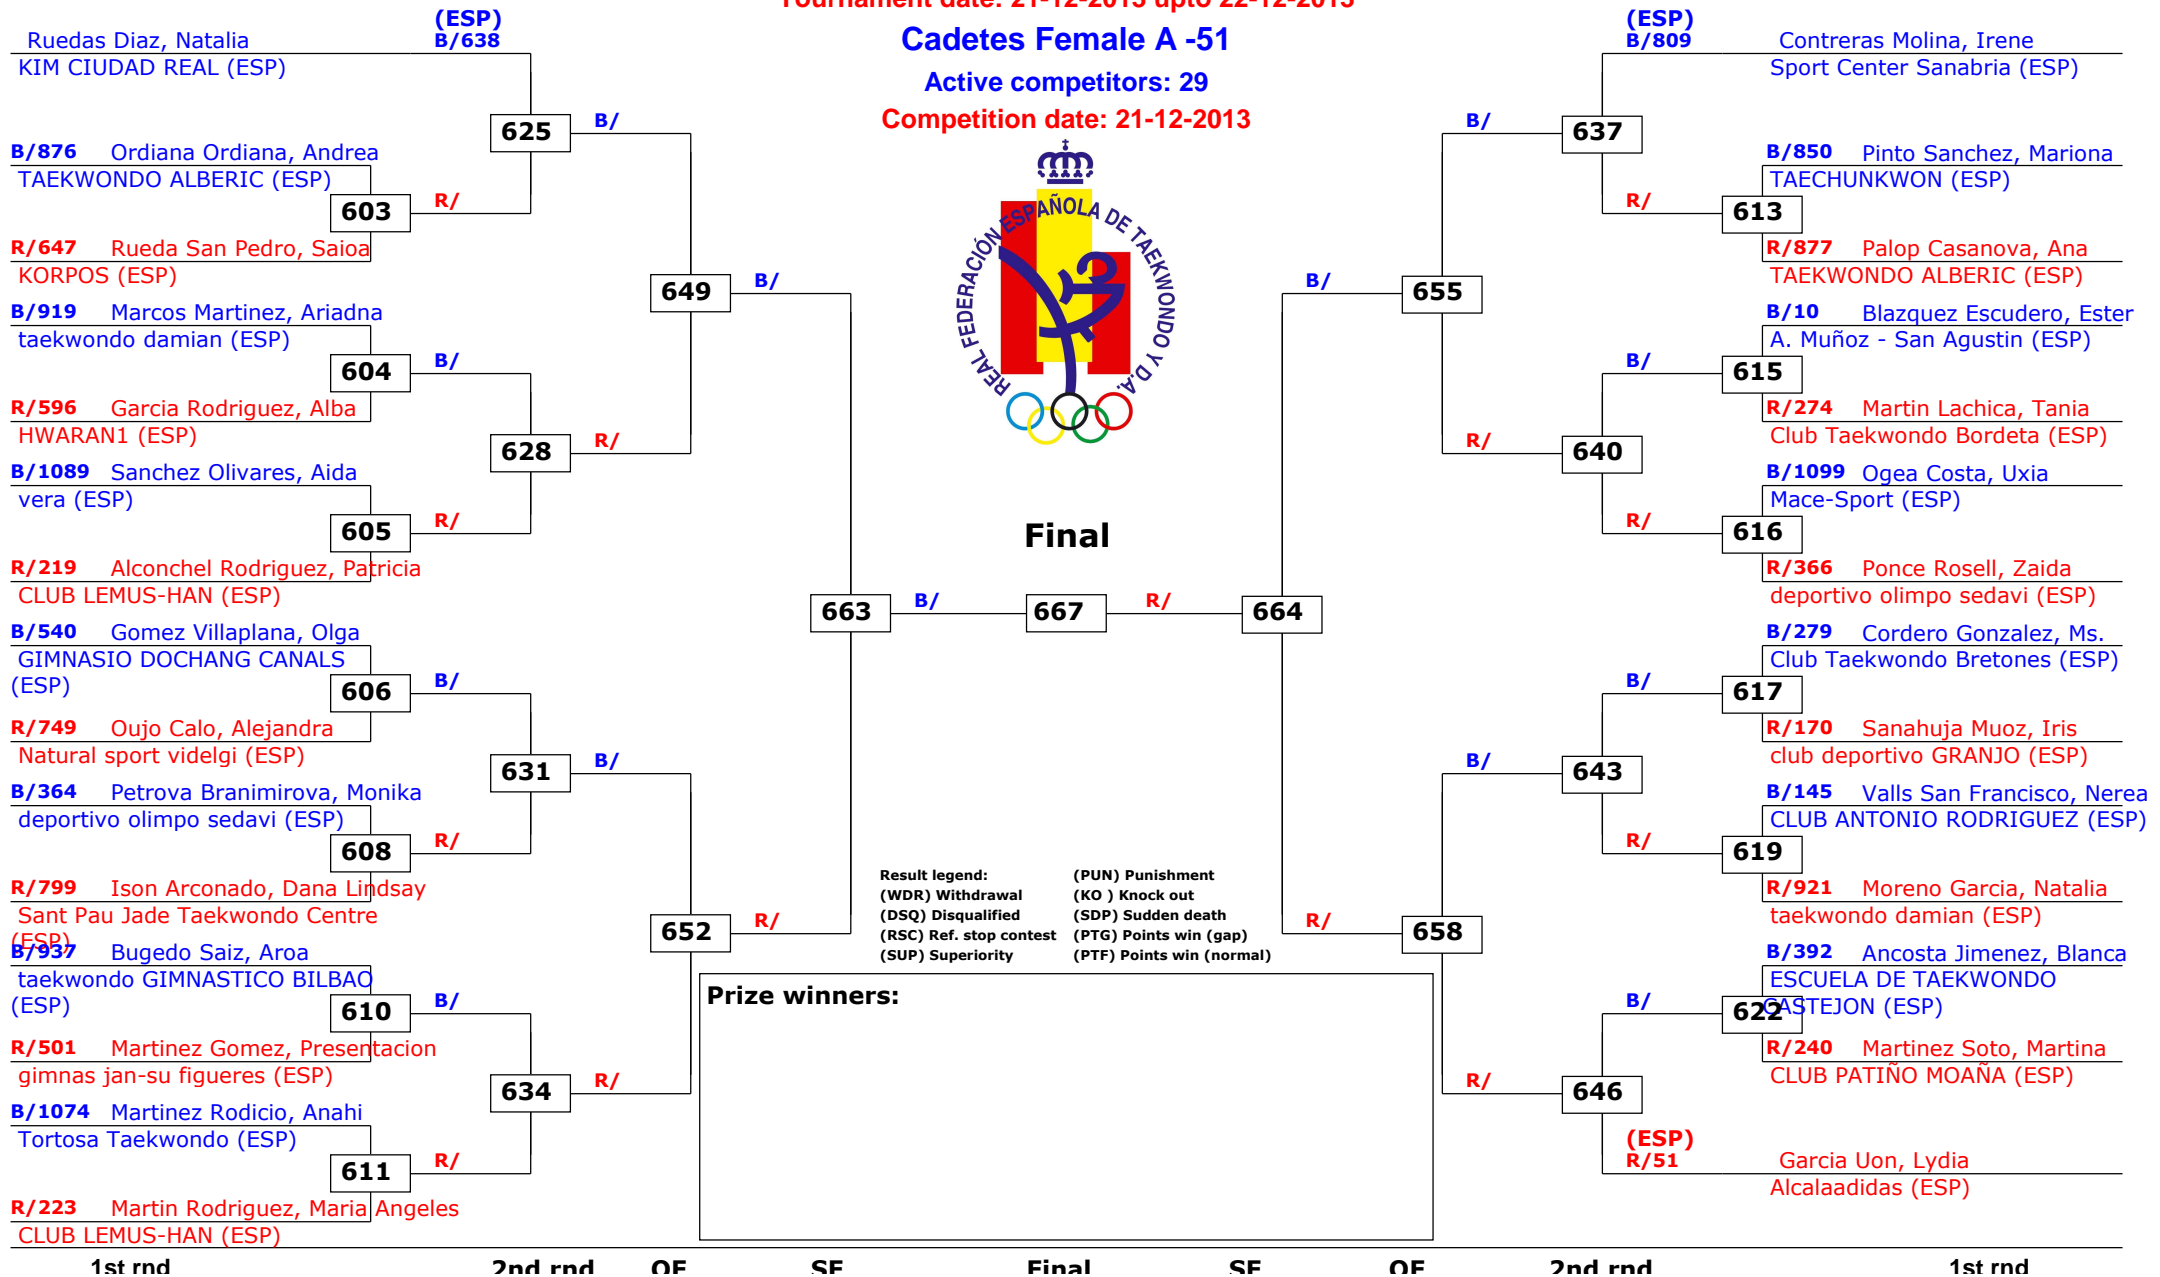 Tournament date: 21-12-2013 upto 22-12-2013
Cadetes Female A -51
Active competitors: 29
Competition date: 21-12-2013
REAL FEDERACIÓN ESPAÑOLA DE TAEKWONDO Y D.A.
(ESP)
Ruedas Diaz, Natalia B/638
KIM CIUDAD REAL (ESP)
625 B/
B/876 Ordiana Ordiana, Andrea
TAEKWONDO ALBERIC (ESP)
603 R/
R/647 Rueda San Pedro, Saioa
KORPOS (ESP)
649 B/
B/919 Marcos Martinez, Ariadna
taekwondo damian (ESP)
604 B/
R/596 Garcia Rodriguez, Alba
HWARAN1 (ESP)
628 R/
B/1089 Sanchez Olivares, Aida
vera (ESP)
605 R/
R/219 Alconchel Rodriguez, Patricia
CLUB LEMUS-HAN (ESP)
663 B/
B/540 Gomez Villaplana, Olga
GIMNASIO DOCHANG CANALS
(ESP)
606 B/
R/749 Oujo Calo, Alejandra
Natural sport videlgi (ESP)
631 B/
B/364 Petrova Branimirova, Monika
deportivo olimpo sedavi (ESP)
608 R/
R/799 Ison Arconado, Dana Lindsay
Sant Pau Jade Taekwondo Centre
(ESP)
652 R/
B/937 Bugedo Saiz, Aroa
taekwondo GIMNASTICO BILBAO
(ESP)
610 B/
R/501 Martinez Gomez, Presentacion
gimnas jan-su figueres (ESP)
634 R/
B/1074 Martinez Rodicio, Anahi
Tortosa Taekwondo (ESP)
611 R/
R/223 Martin Rodriguez, Maria Angeles
CLUB LEMUS-HAN (ESP)
Final
667
(ESP)
B/809 Contreras Molina, Irene
Sport Center Sanabria (ESP)
B/ 637
B/850 Pinto Sanchez, Mariona
TAECHUNKWON (ESP)
R/ 613
R/877 Palop Casanova, Ana
TAEKWONDO ALBERIC (ESP)
B/ 655
B/10 Blazquez Escudero, Ester
A. Muñoz - San Agustin (ESP)
B/ 615
R/274 Martin Lachica, Tania
Club Taekwondo Bordeta (ESP)
R/ 640
B/1099 Ogea Costa, Uxia
Mace-Sport (ESP)
R/ 616
R/366 Ponce Rosell, Zaida
deportivo olimpo sedavi (ESP)
R/ 664
B/279 Cordero Gonzalez, Ms.
Club Taekwondo Bretones (ESP)
B/ 617
R/170 Sanahuja Muoz, Iris
club deportivo GRANJO (ESP)
B/ 643
B/145 Valls San Francisco, Nerea
CLUB ANTONIO RODRIGUEZ (ESP)
R/ 619
R/921 Moreno Garcia, Natalia
taekwondo damian (ESP)
R/ 658
B/392 Ancosta Jimenez, Blanca
ESCUELA DE TAEKWONDO
CASTEJON (ESP)
B/ 622
R/240 Martinez Soto, Martina
CLUB PATIÑO MOAÑA (ESP)
R/ 646
(ESP)
R/51 Garcia Uon, Lydia
Alcalaadidas (ESP)
Result legend: (PUN) Punishment
(WDR) Withdrawal (KO ) Knock out
(DSQ) Disqualified (SDP) Sudden death
(RSC) Ref. stop contest (PTG) Points win (gap)
(SUP) Superiority (PTF) Points win (normal)
Prize winners:
1st rnd 2nd rnd QF SF Final SF QF 2nd rnd 1st rnd